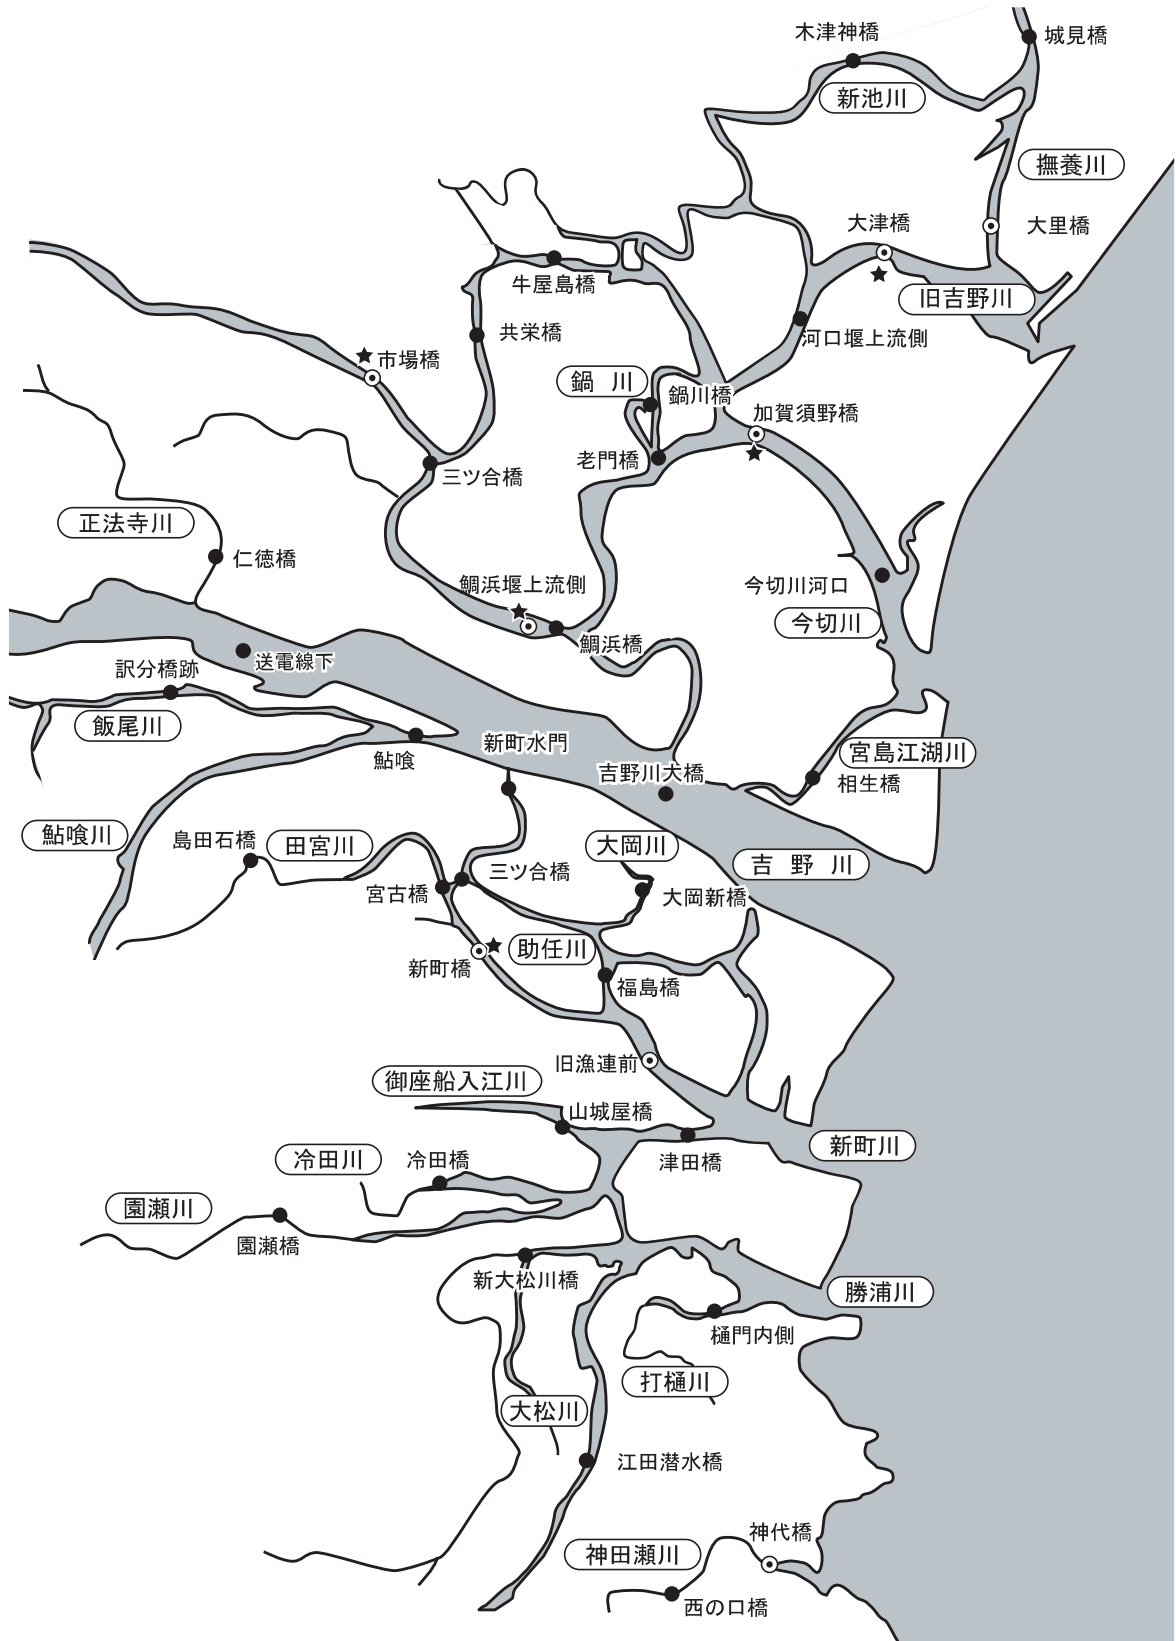 木津神橋
城見橋
新池川
撫養川
大津橋
大里橋
牛屋島橋
旧吉野川
共栄橋
河口堰上流側
市場橋
鍋 川
鍋川橋
加賀須野橋
老門橋
三ツ合橋
正法寺川
仁徳橋
鯛浜堰上流側
今切川河口
今切川
鯛浜橋
送電線下
訳分橋跡
飯尾川
新町水門
鮎喰
宮島江湖川
吉野川大橋
相生橋
鮎喰川
島田石橋
田宮川
大岡川
吉 野 川
三ツ合橋
宮古橋
大岡新橋
助任川
新町橋
福島橋
旧漁連前
御座船入江川
山城屋橋
新町川
冷田川
冷田橋
津田橋
園瀬川
園瀬橋
新大松川橋
勝浦川
樋門内側
打樋川
大松川
江田潜水橋
神代橋
神田瀬川
西の口橋